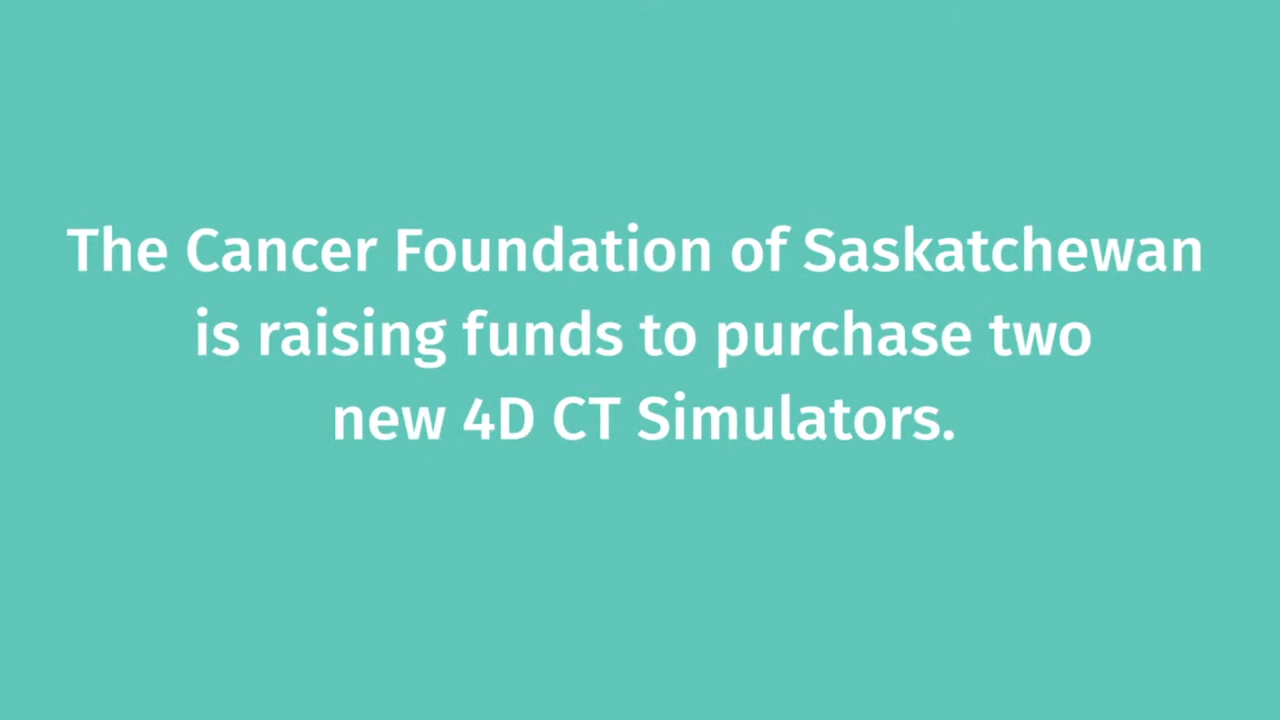 The Cancer Foundation of Saskatchewan
is raising funds to purchase two
new 4D CT Simulators.